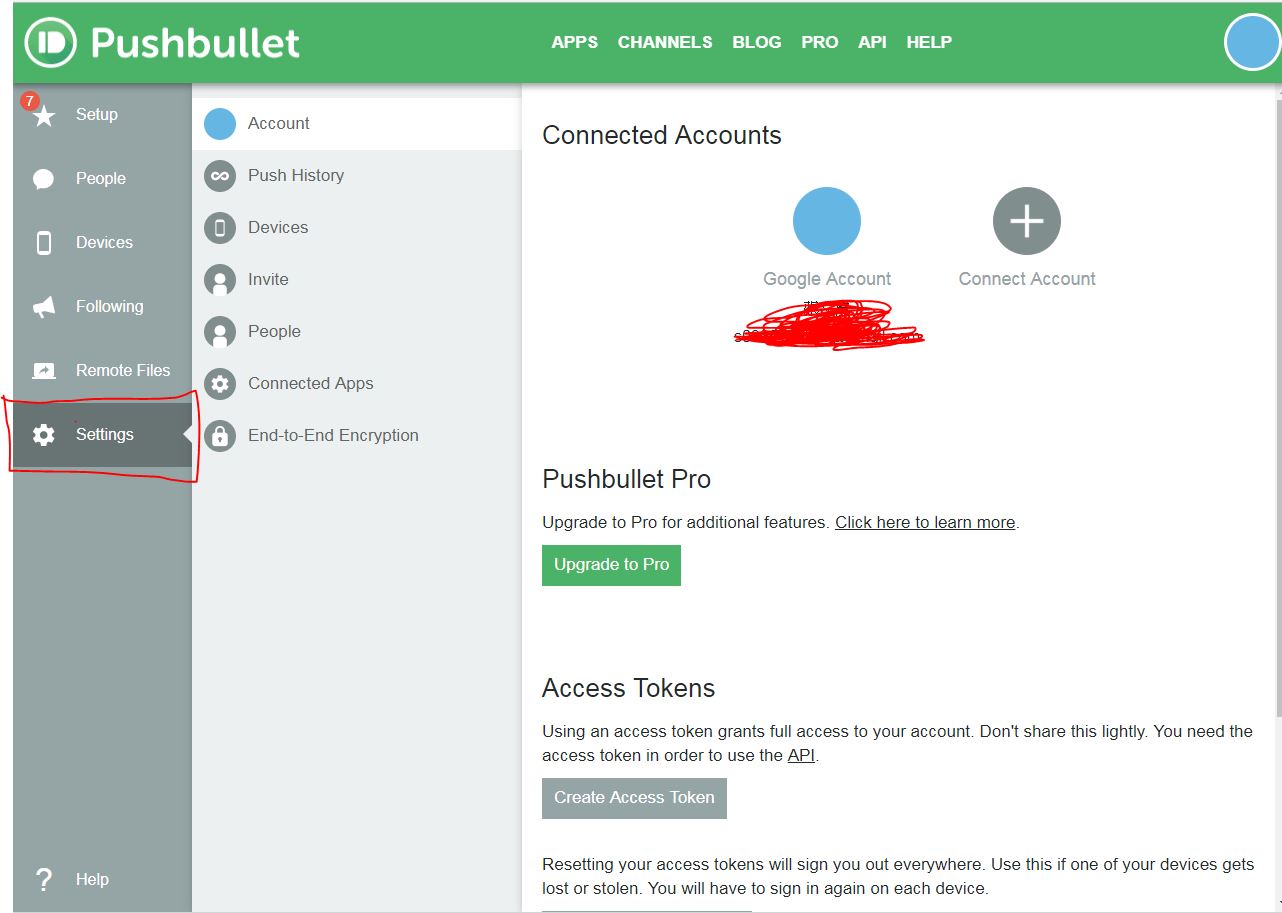 Pushbullet
APPS CHANNELS BLOG PRO API HELP
7
Setup
People
Devices
Following
Remote Files
Settings
Help
Account
Push History
Devices
Invite
People
Connected Apps
End-to-End Encryption
Connected Accounts
Google Account
Connect Account
Pushbullet Pro
Upgrade to Pro for additional features. Click here to learn more.
Upgrade to Pro
Access Tokens
Using an access token grants full access to your account. Don't share this lightly. You need the
access token in order to use the API.
Create Access Token
Resetting your access tokens will sign you out everywhere. Use this if one of your devices gets
lost or stolen. You will have to sign in again on each device.